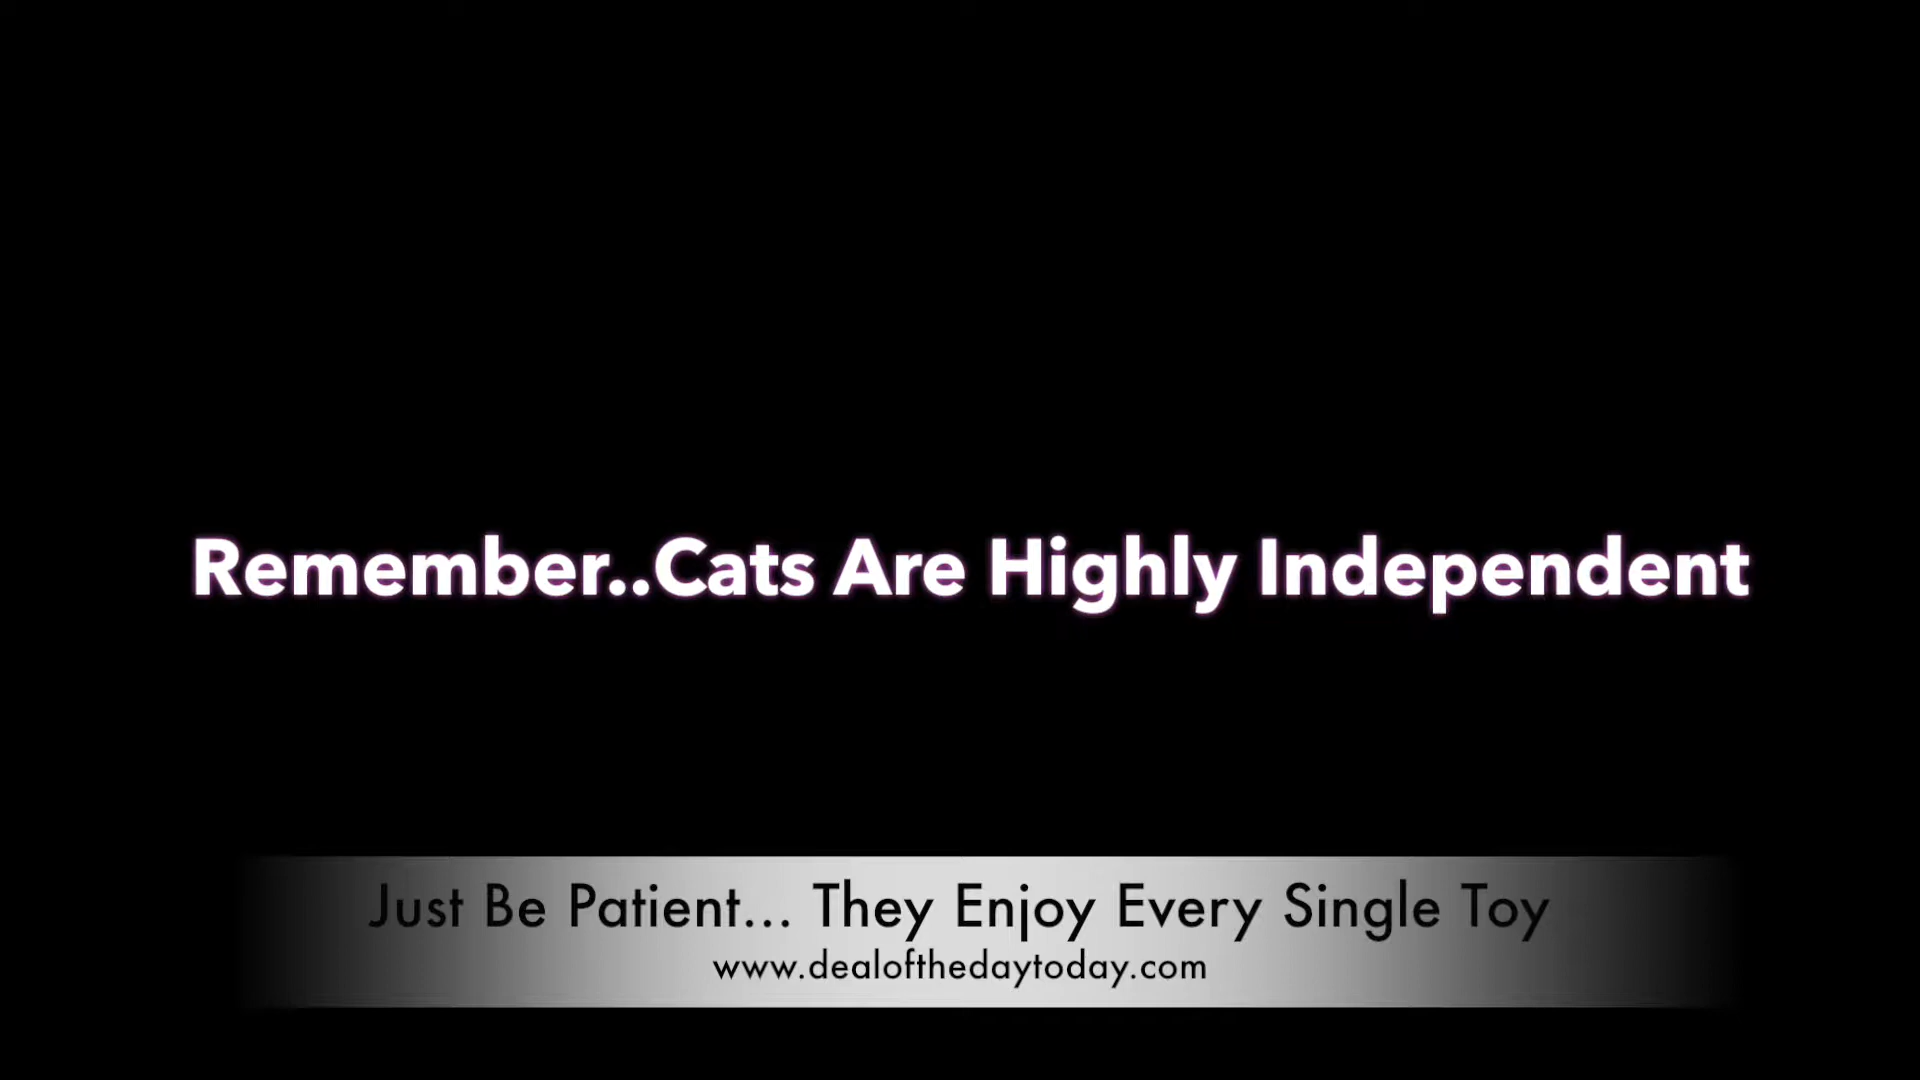 Remember..Cats Are Highly Independent
Just Be Patient... They Enjoy Every Single Toy
www.dealofthedaytoday.com